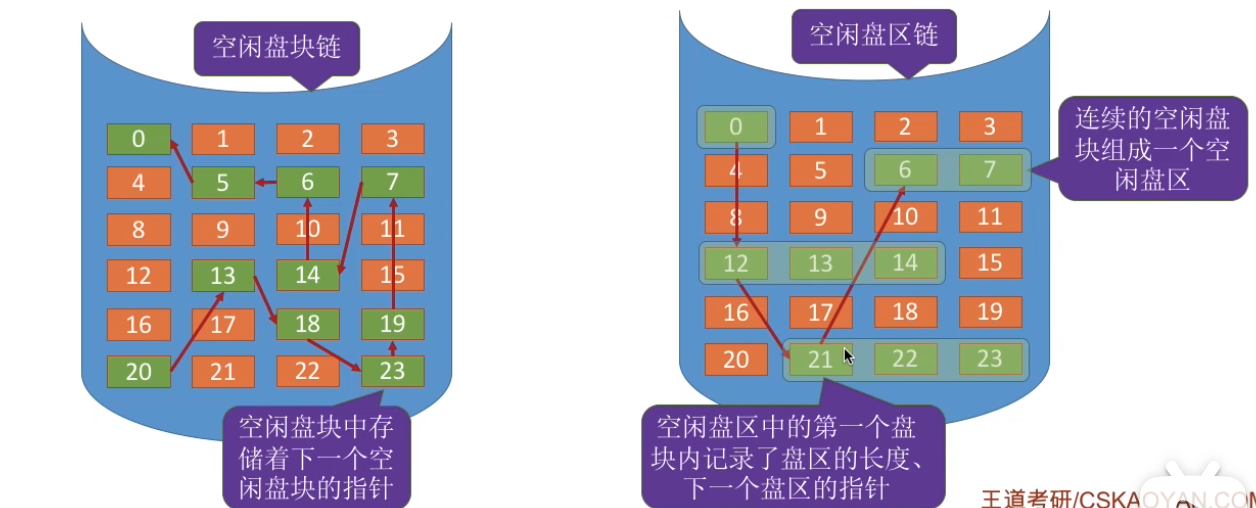 空闲盘块链
0 1 2 3
4 5 6 7
8 9 10 11
12 13 14 15
16 17 18 19
20 21 22 23
空闲盘块中存
储着下一个空
闲盘块的指针
空闲盘区链
0 1 2 3
4 5 6 7
8 9 10 11
12 13 14 15
16 17 18 19
20 21 22 23
连续的空闲盘
块组成一个空
闲盘区
空闲盘区中的第一个盘
块内记录了盘区的长度、
下一个盘区的指针
王道考研/CSKAOYAN.COM